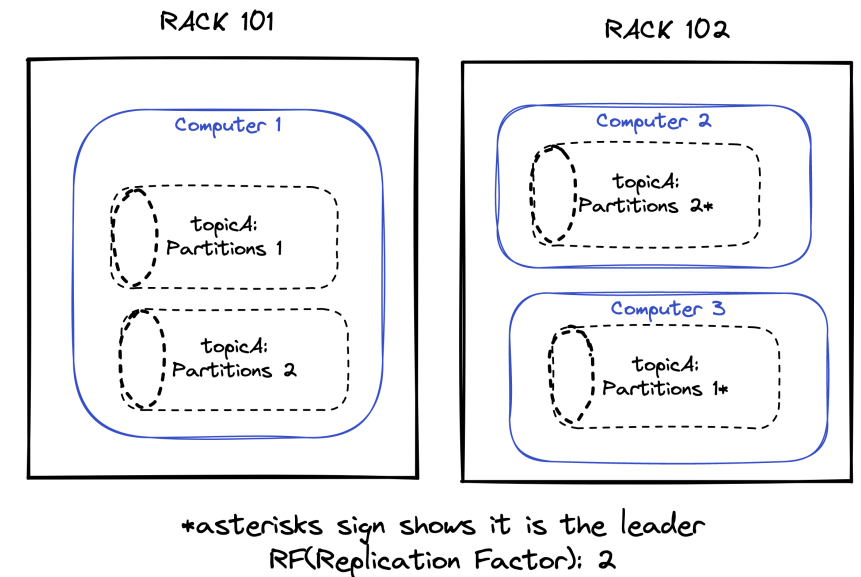 RACK 101
Computer 1
topicA:
Partitions 1
topicA:
Partitions 2
RACK 102
Computer 2
topicA:
Partitions 2*
Computer 3
topicA:
Partitions 1*
*asterisks sign shows it is the leader
RF(Replication Factor): 2